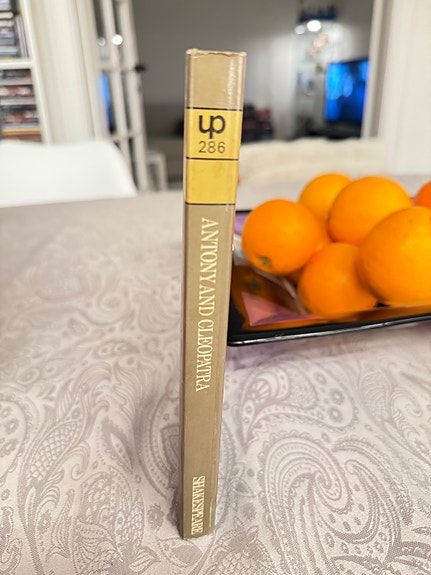 up
286
ANTONY AND CLEOPATRA
SHAKESPEARE